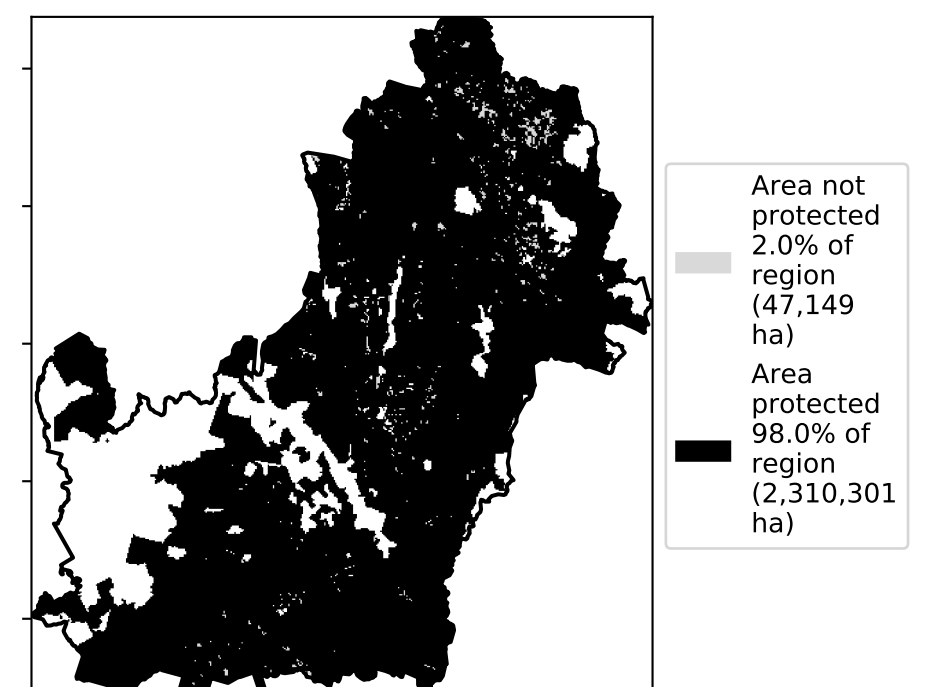 Area not
protected
2.0% of
region
(47,149
ha)
Area
protected
98.0% of
region
(2,310,301
ha)